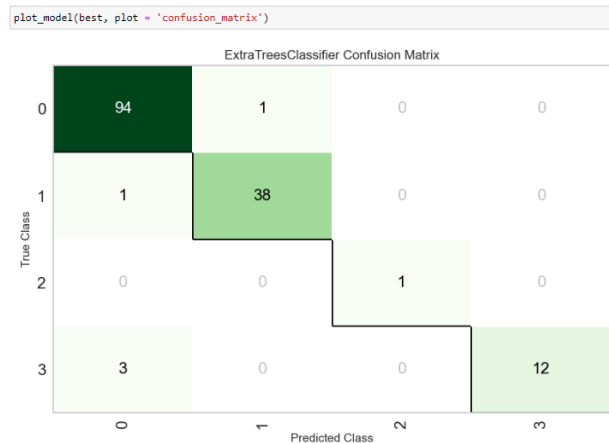 plot_model(best, plot = 'confusion_matrix')
ExtraTreesClassifier Confusion Matrix
True Class
0 94 1 0 0
1 1 38 0 0
2 0 0 1 0
3 3 0 0 12
0 1 2 3
Predicted Class